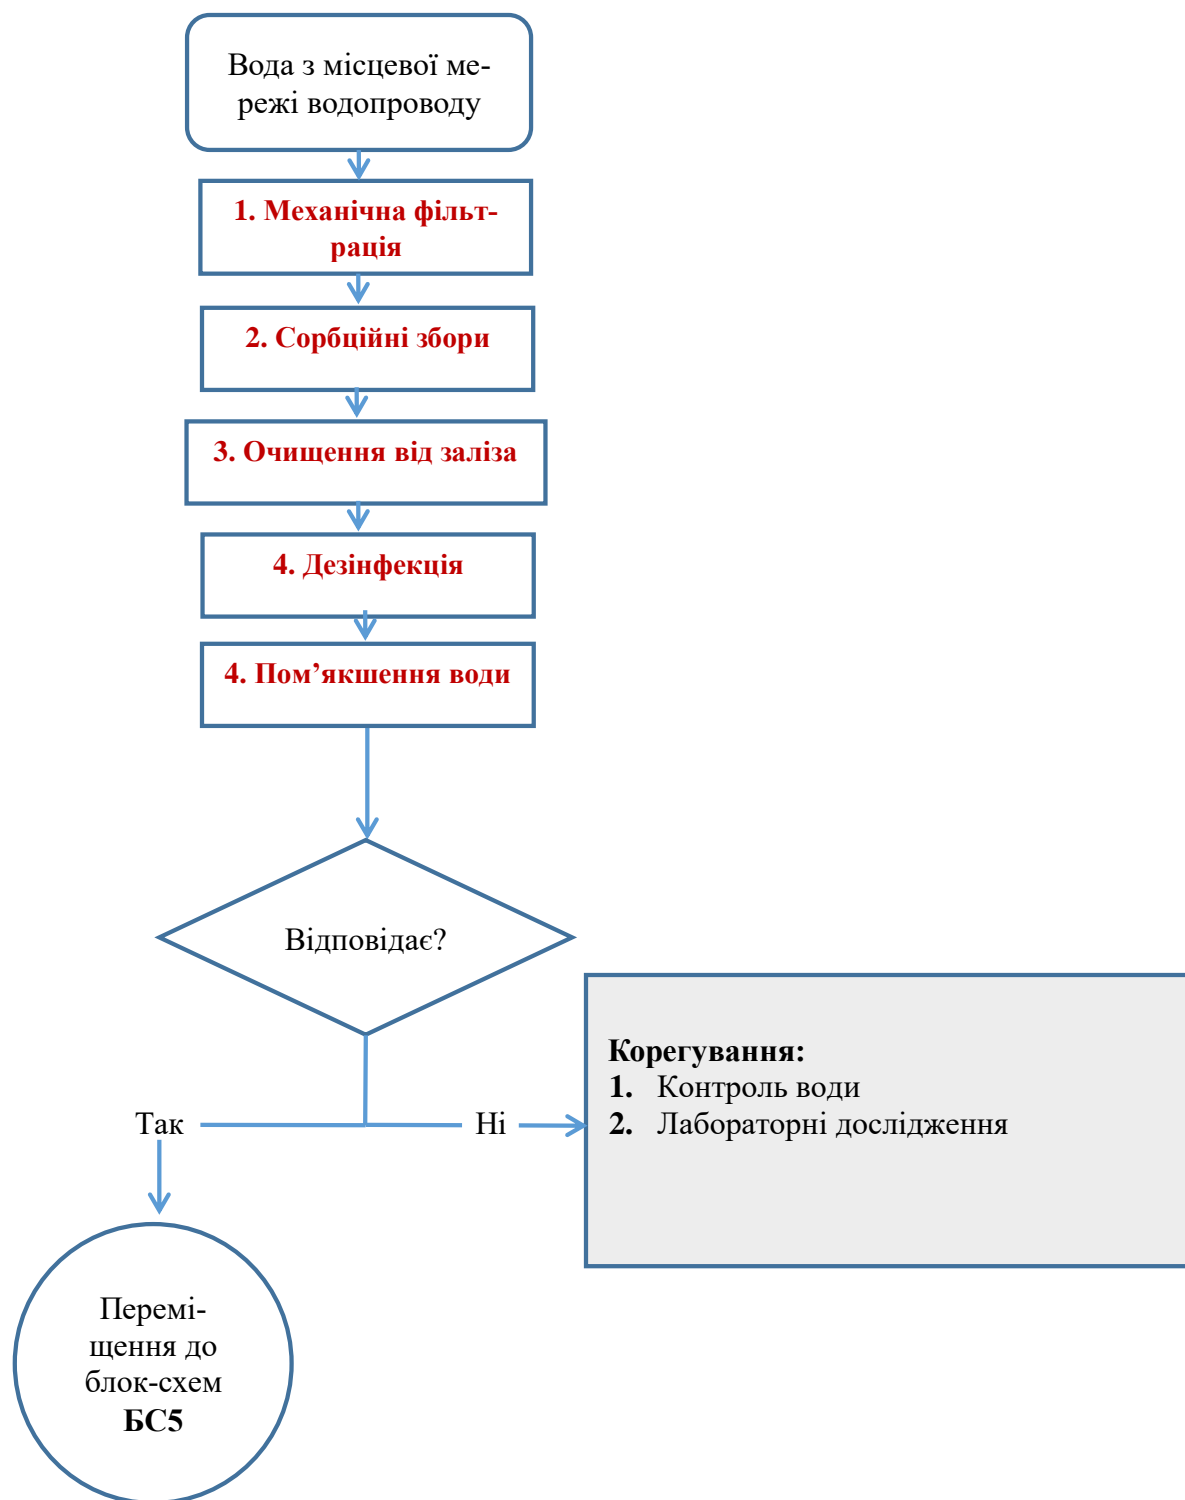 Вода з місцевої ме-
режі водопроводу
1. Механічна фільт-
рація
2. Сорбційні збори
3. Очищення від заліза
4. Дезінфекція
4. Пом’якшення води
Відповідає?
Так
Ні
Корегування:
1. Контроль води
2. Лабораторні дослідження
Перемі-
щення до
блок-схем
БС5